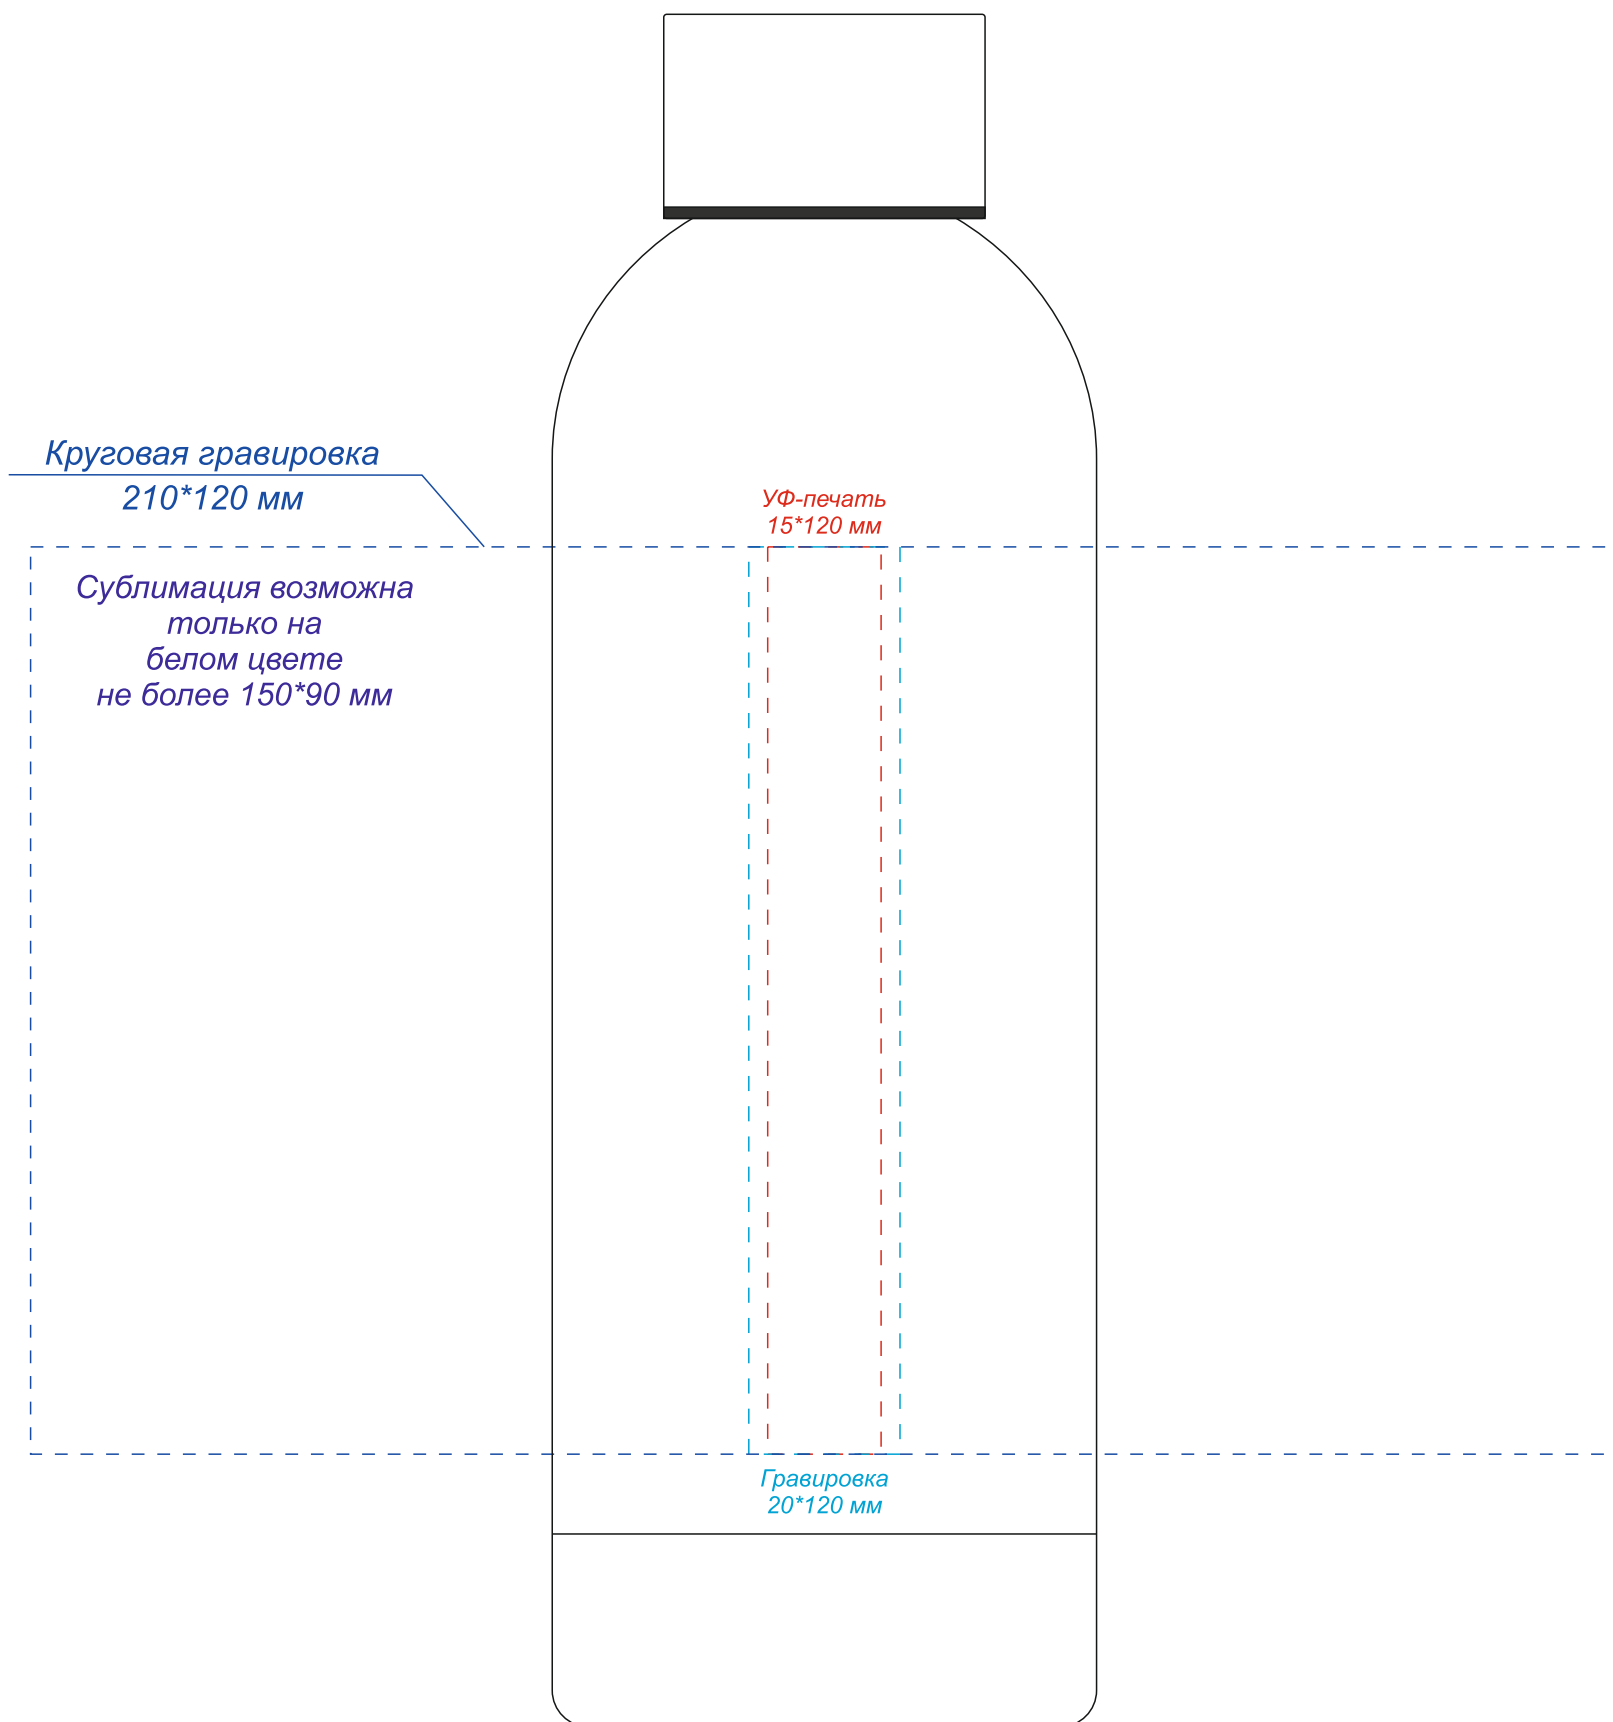 Круговая гравировка
210*120 мм
УФ-печать
15*120 мм
Сублимация возможна
только на
белом цвете
не более 150*90 мм
Гравировка
20*120 мм